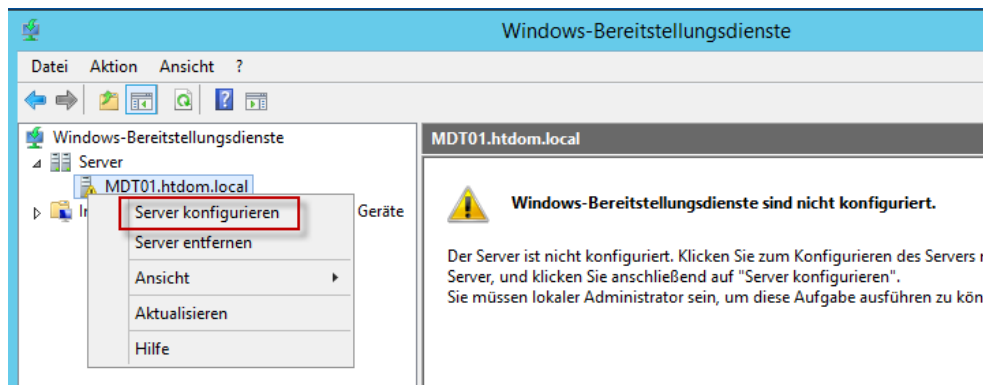 Windows-Bereitstellungsdienste
Datei Aktion Ansicht ?
Windows-Bereitstellungsdienste
Server
MDT01.htdom.local
Geräte
Server konfigurieren
Server entfernen
Ansicht
Aktualisieren
Hilfe
MDT01.htdom.local
Windows-Bereitstellungsdienste sind nicht konfiguriert.
Der Server ist nicht konfiguriert. Klicken Sie zum Konfigurieren des Servers
Server, und klicken Sie anschließend auf "Server konfigurieren".
Sie müssen lokaler Administrator sein, um diese Aufgabe ausführen zu